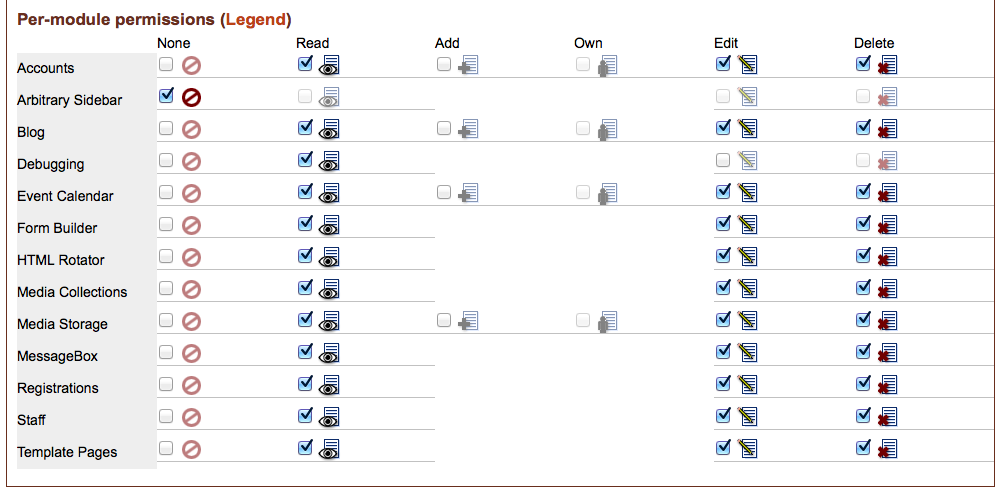 Per-module permissions (Legend)
None Read Add Own Edit Delete
Accounts
Arbitrary Sidebar
Blog
Debugging
Event Calendar
Form Builder
HTML Rotator
Media Collections
Media Storage
MessageBox
Registrations
Staff
Template Pages